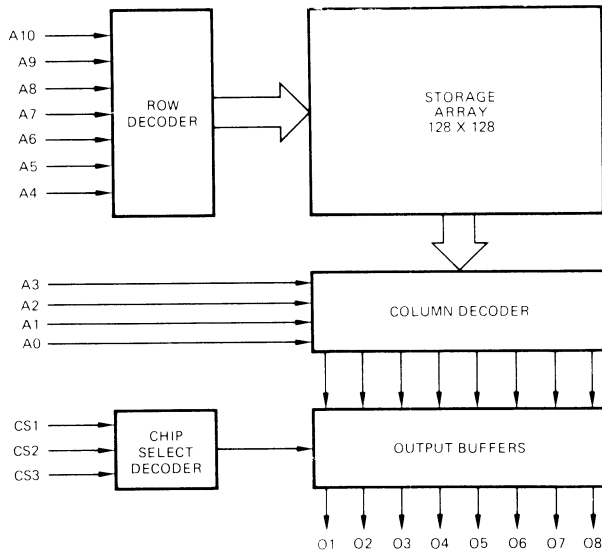 A10
A9
A8
A7
A6
A5
A4
ROW
DECODER
STORAGE
ARRAY
128 X 128
A3
A2
A1
A0
COLUMN DECODER
CS1
CS2
CS3
CHIP
SELECT
DECODER
OUTPUT BUFFERS
O1 O2 O3 O4 O5 O6 O7 O8